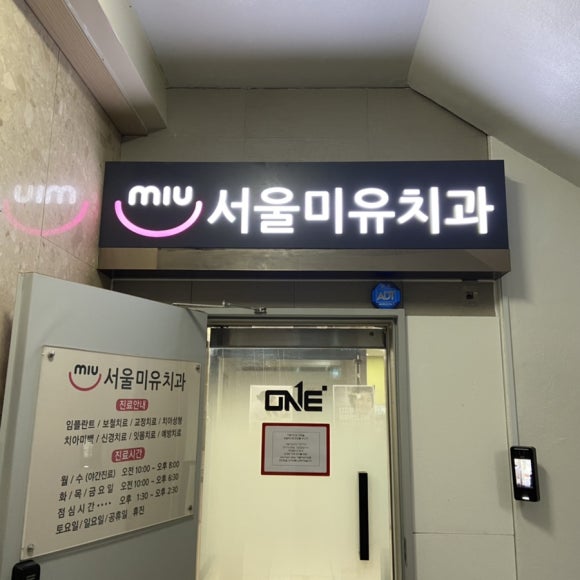 miu 서울미유치과
ADT
miu 서울미유치과
진료안내
임플란트 / 보철치료 / 교정치료 / 치아성형
치아미백 / 신경치료 / 잇몸치료 / 예방치료
진료시간
월 / 수 (야간진료) 오전 10:00 ~ 오후 8:00
화 / 목 / 금요일 오전 10:00 ~ 오후 6:30
점심시간 •••• 오후 1:30 ~ 오후 2:30
토요일/일요일/공휴일 휴진
ONE